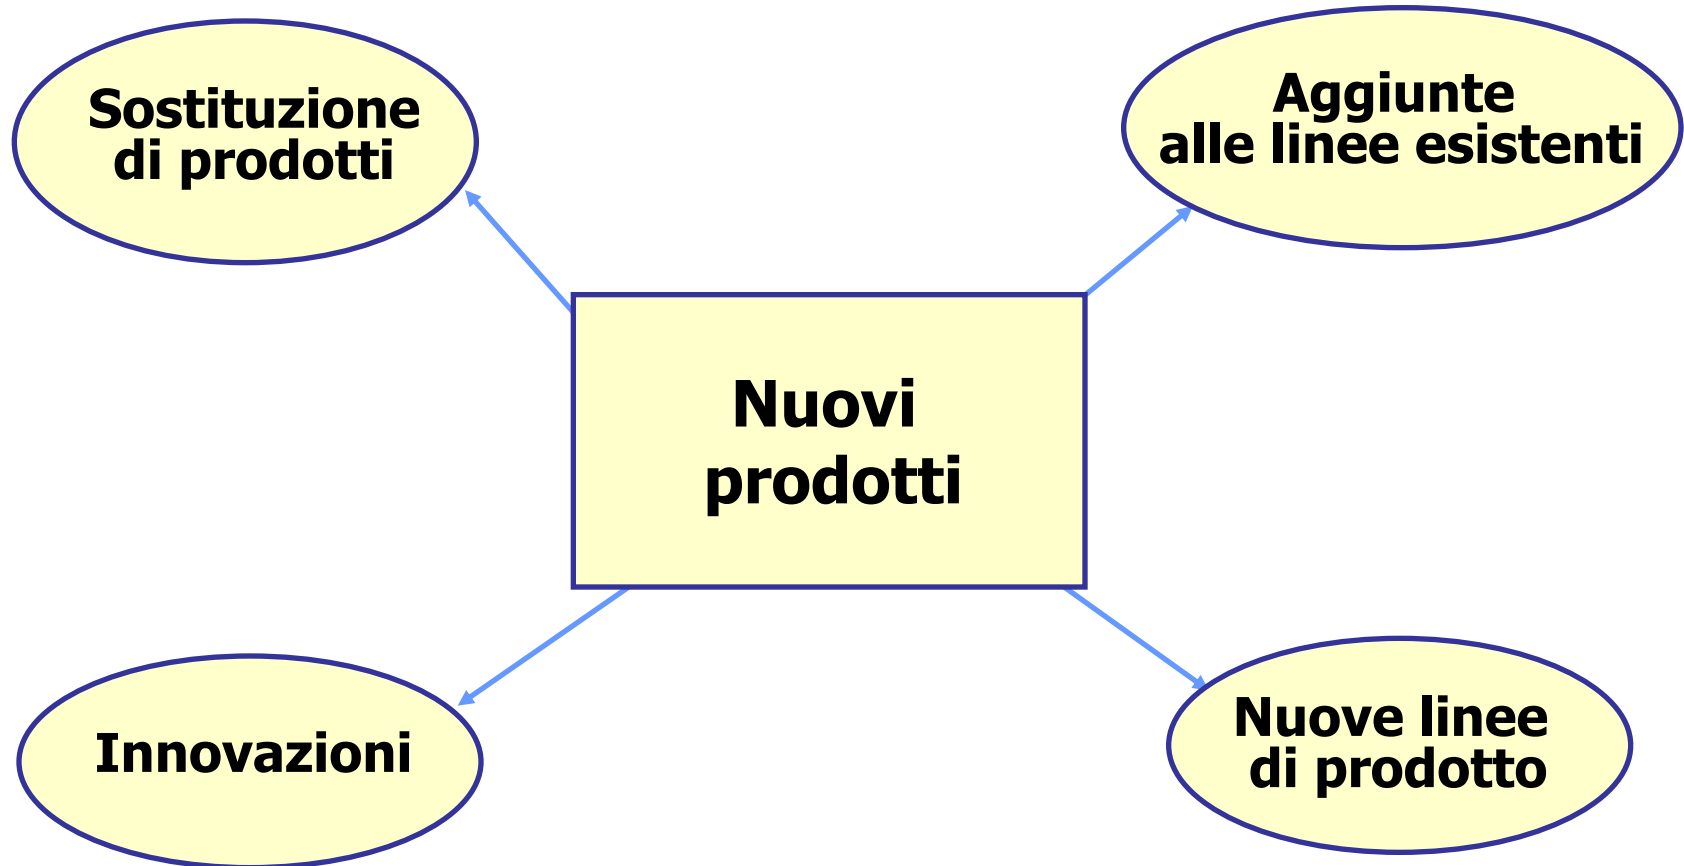 Sostituzione
di prodotti
Aggiunte
alle linee esistenti
Nuovi
prodotti
Innovazioni
Nuove linee
di prodotto